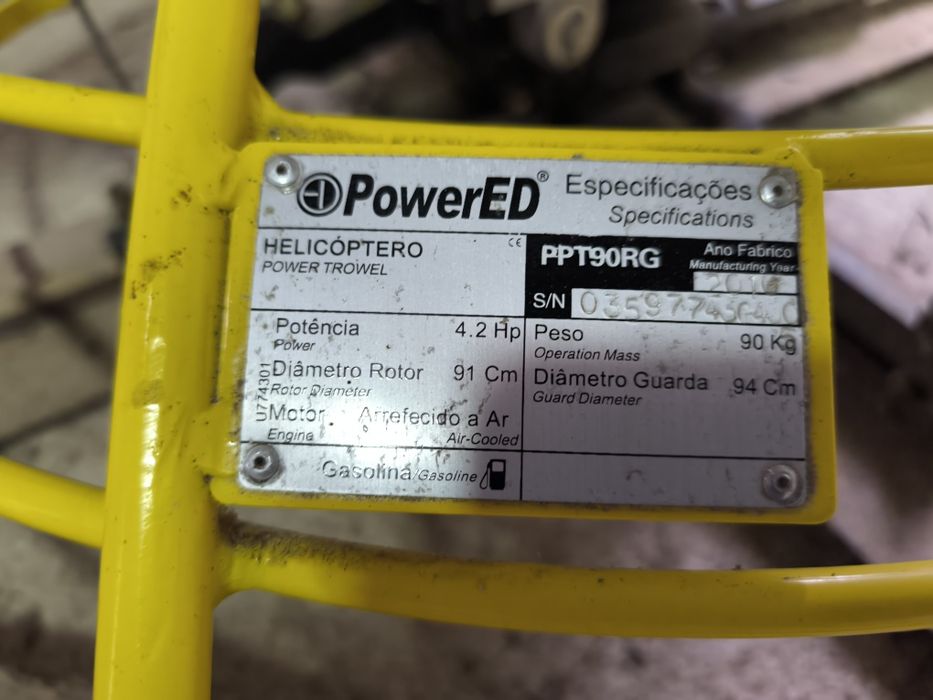 PowerED® Especificações
Specifications
HELICÓPTERO CE
POWER TROWEL
PPT90RG Ano Fabrico
Manufacturing Year
S/N
Potência 4.2 Hp
Power
Diâmetro Rotor 91 Cm
Rotor Diameter
Motor Arrefecido a Ar
Engine Air-Cooled
Gasolina/Gasoline
U774301
Peso 90 Kg
Operation Mass
Diâmetro Guarda 94 Cm
Guard Diameter